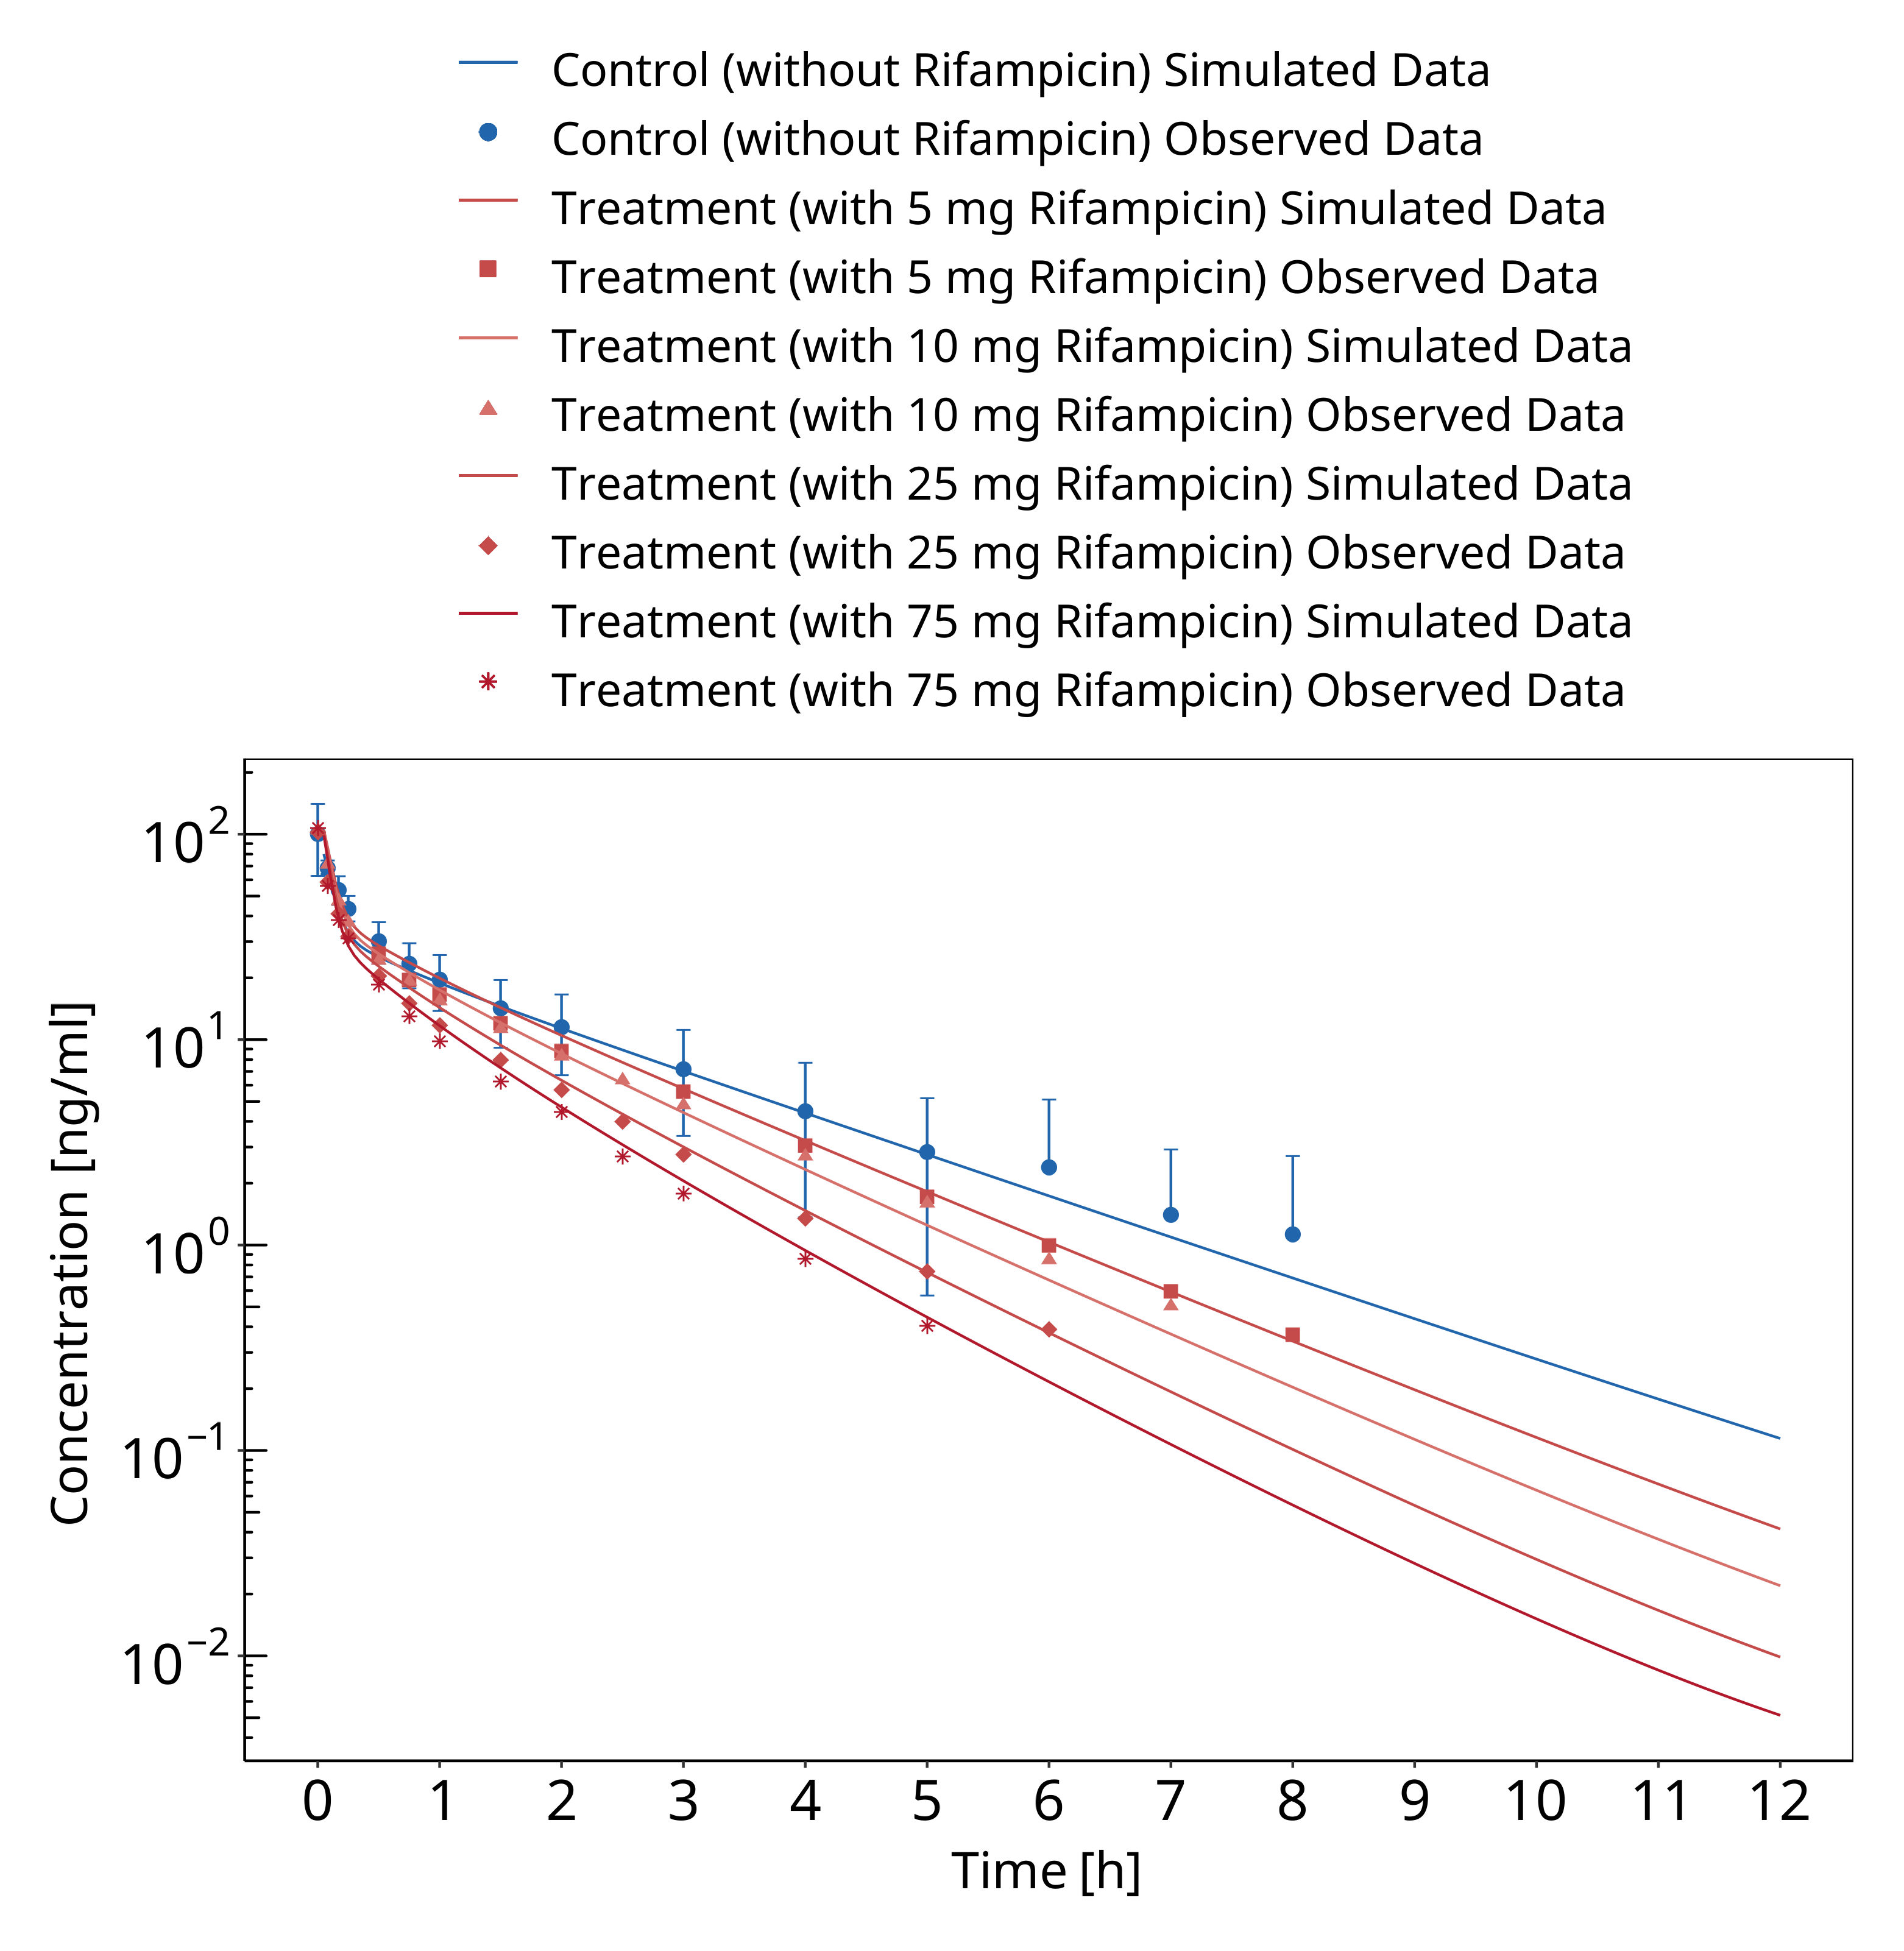 Control (without Rifampicin) Simulated Data
Control (without Rifampicin) Observed Data
Treatment (with 5 mg Rifampicin) Simulated Data
Treatment (with 5 mg Rifampicin) Observed Data
Treatment (with 10 mg Rifampicin) Simulated Data
Treatment (with 10 mg Rifampicin) Observed Data
Treatment (with 25 mg Rifampicin) Simulated Data
Treatment (with 25 mg Rifampicin) Observed Data
Treatment (with 75 mg Rifampicin) Simulated Data
Treatment (with 75 mg Rifampicin) Observed Data
Concentration [ng/ml]
10²
10¹
10⁰
10⁻¹
10⁻²
0 1 2 3 4 5 6 7 8 9 10 11 12
Time [h]